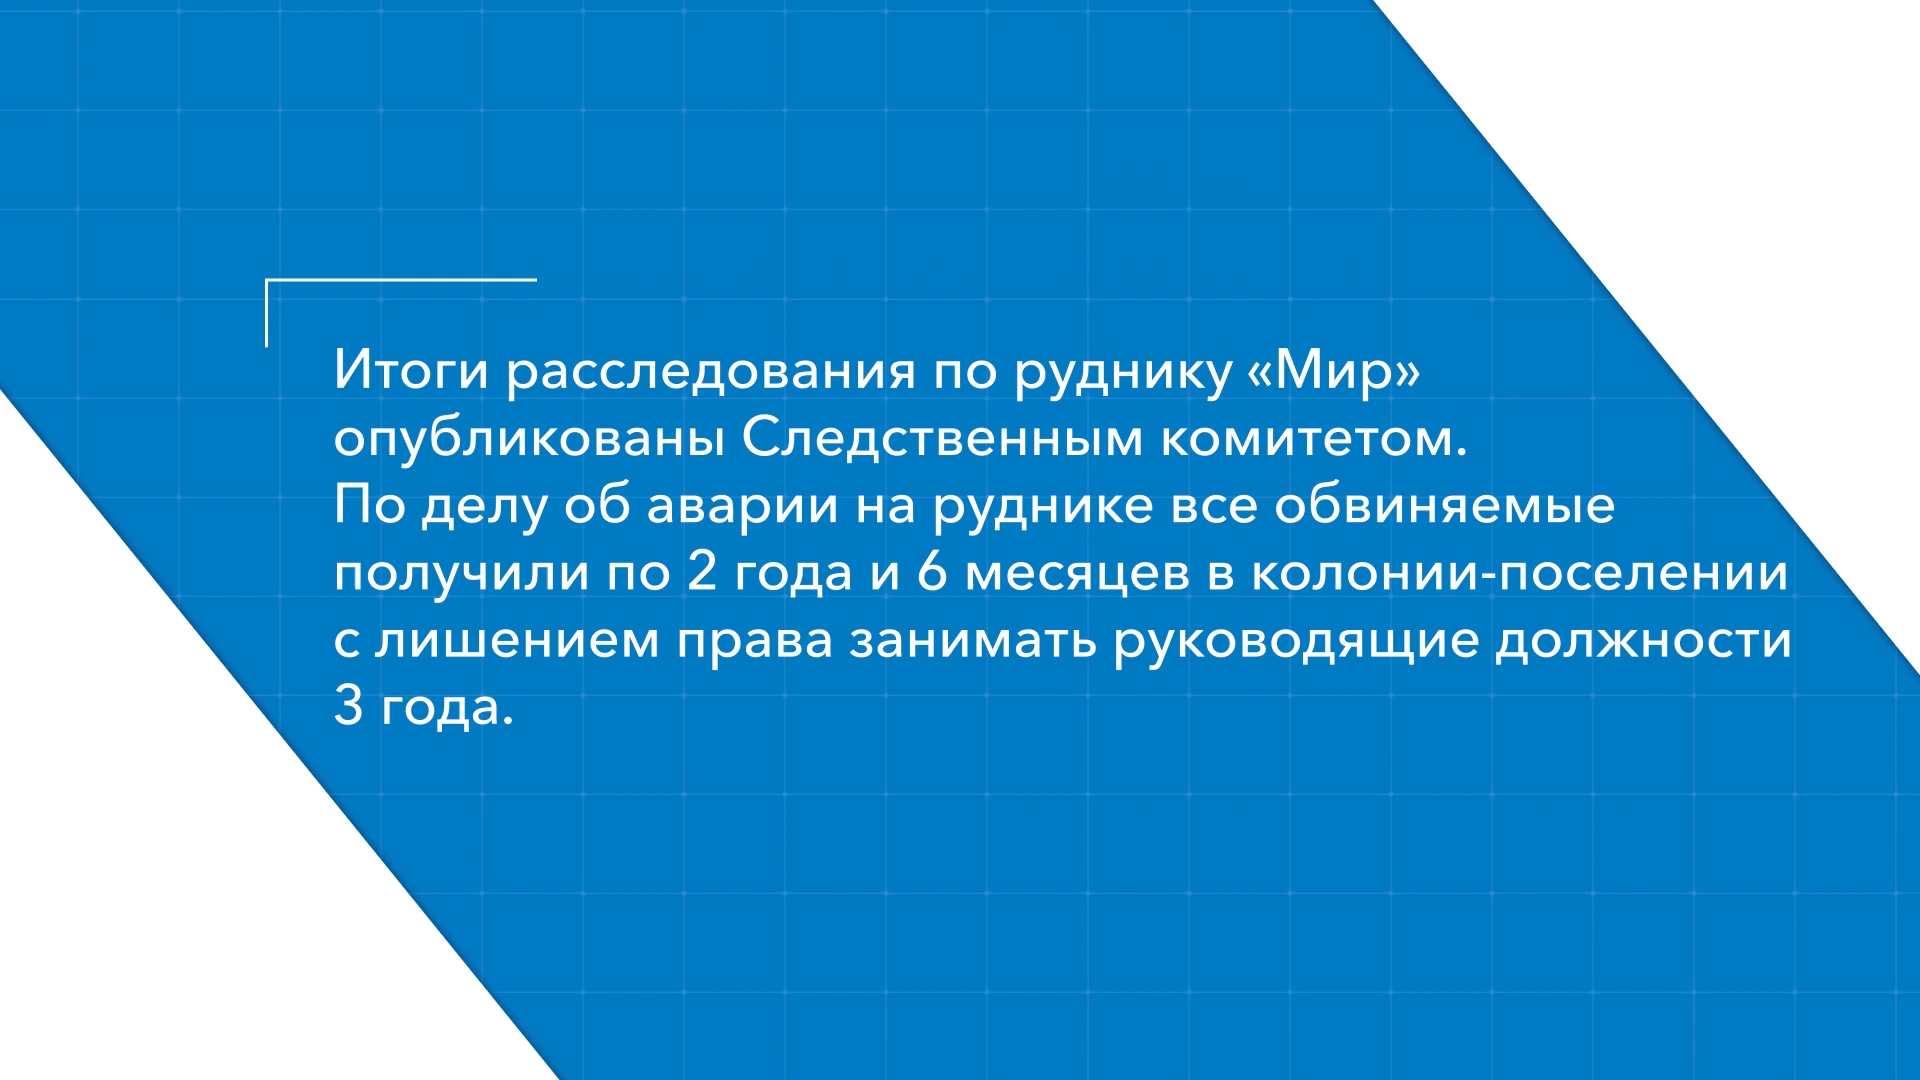 Итоги расследования по руднику «Мир»
опубликованы Следственным комитетом.
По делу об аварии на руднике все обвиняемые
получили по 2 года и 6 месяцев в колонии-поселении
с лишением права занимать руководящие должности
3 года.